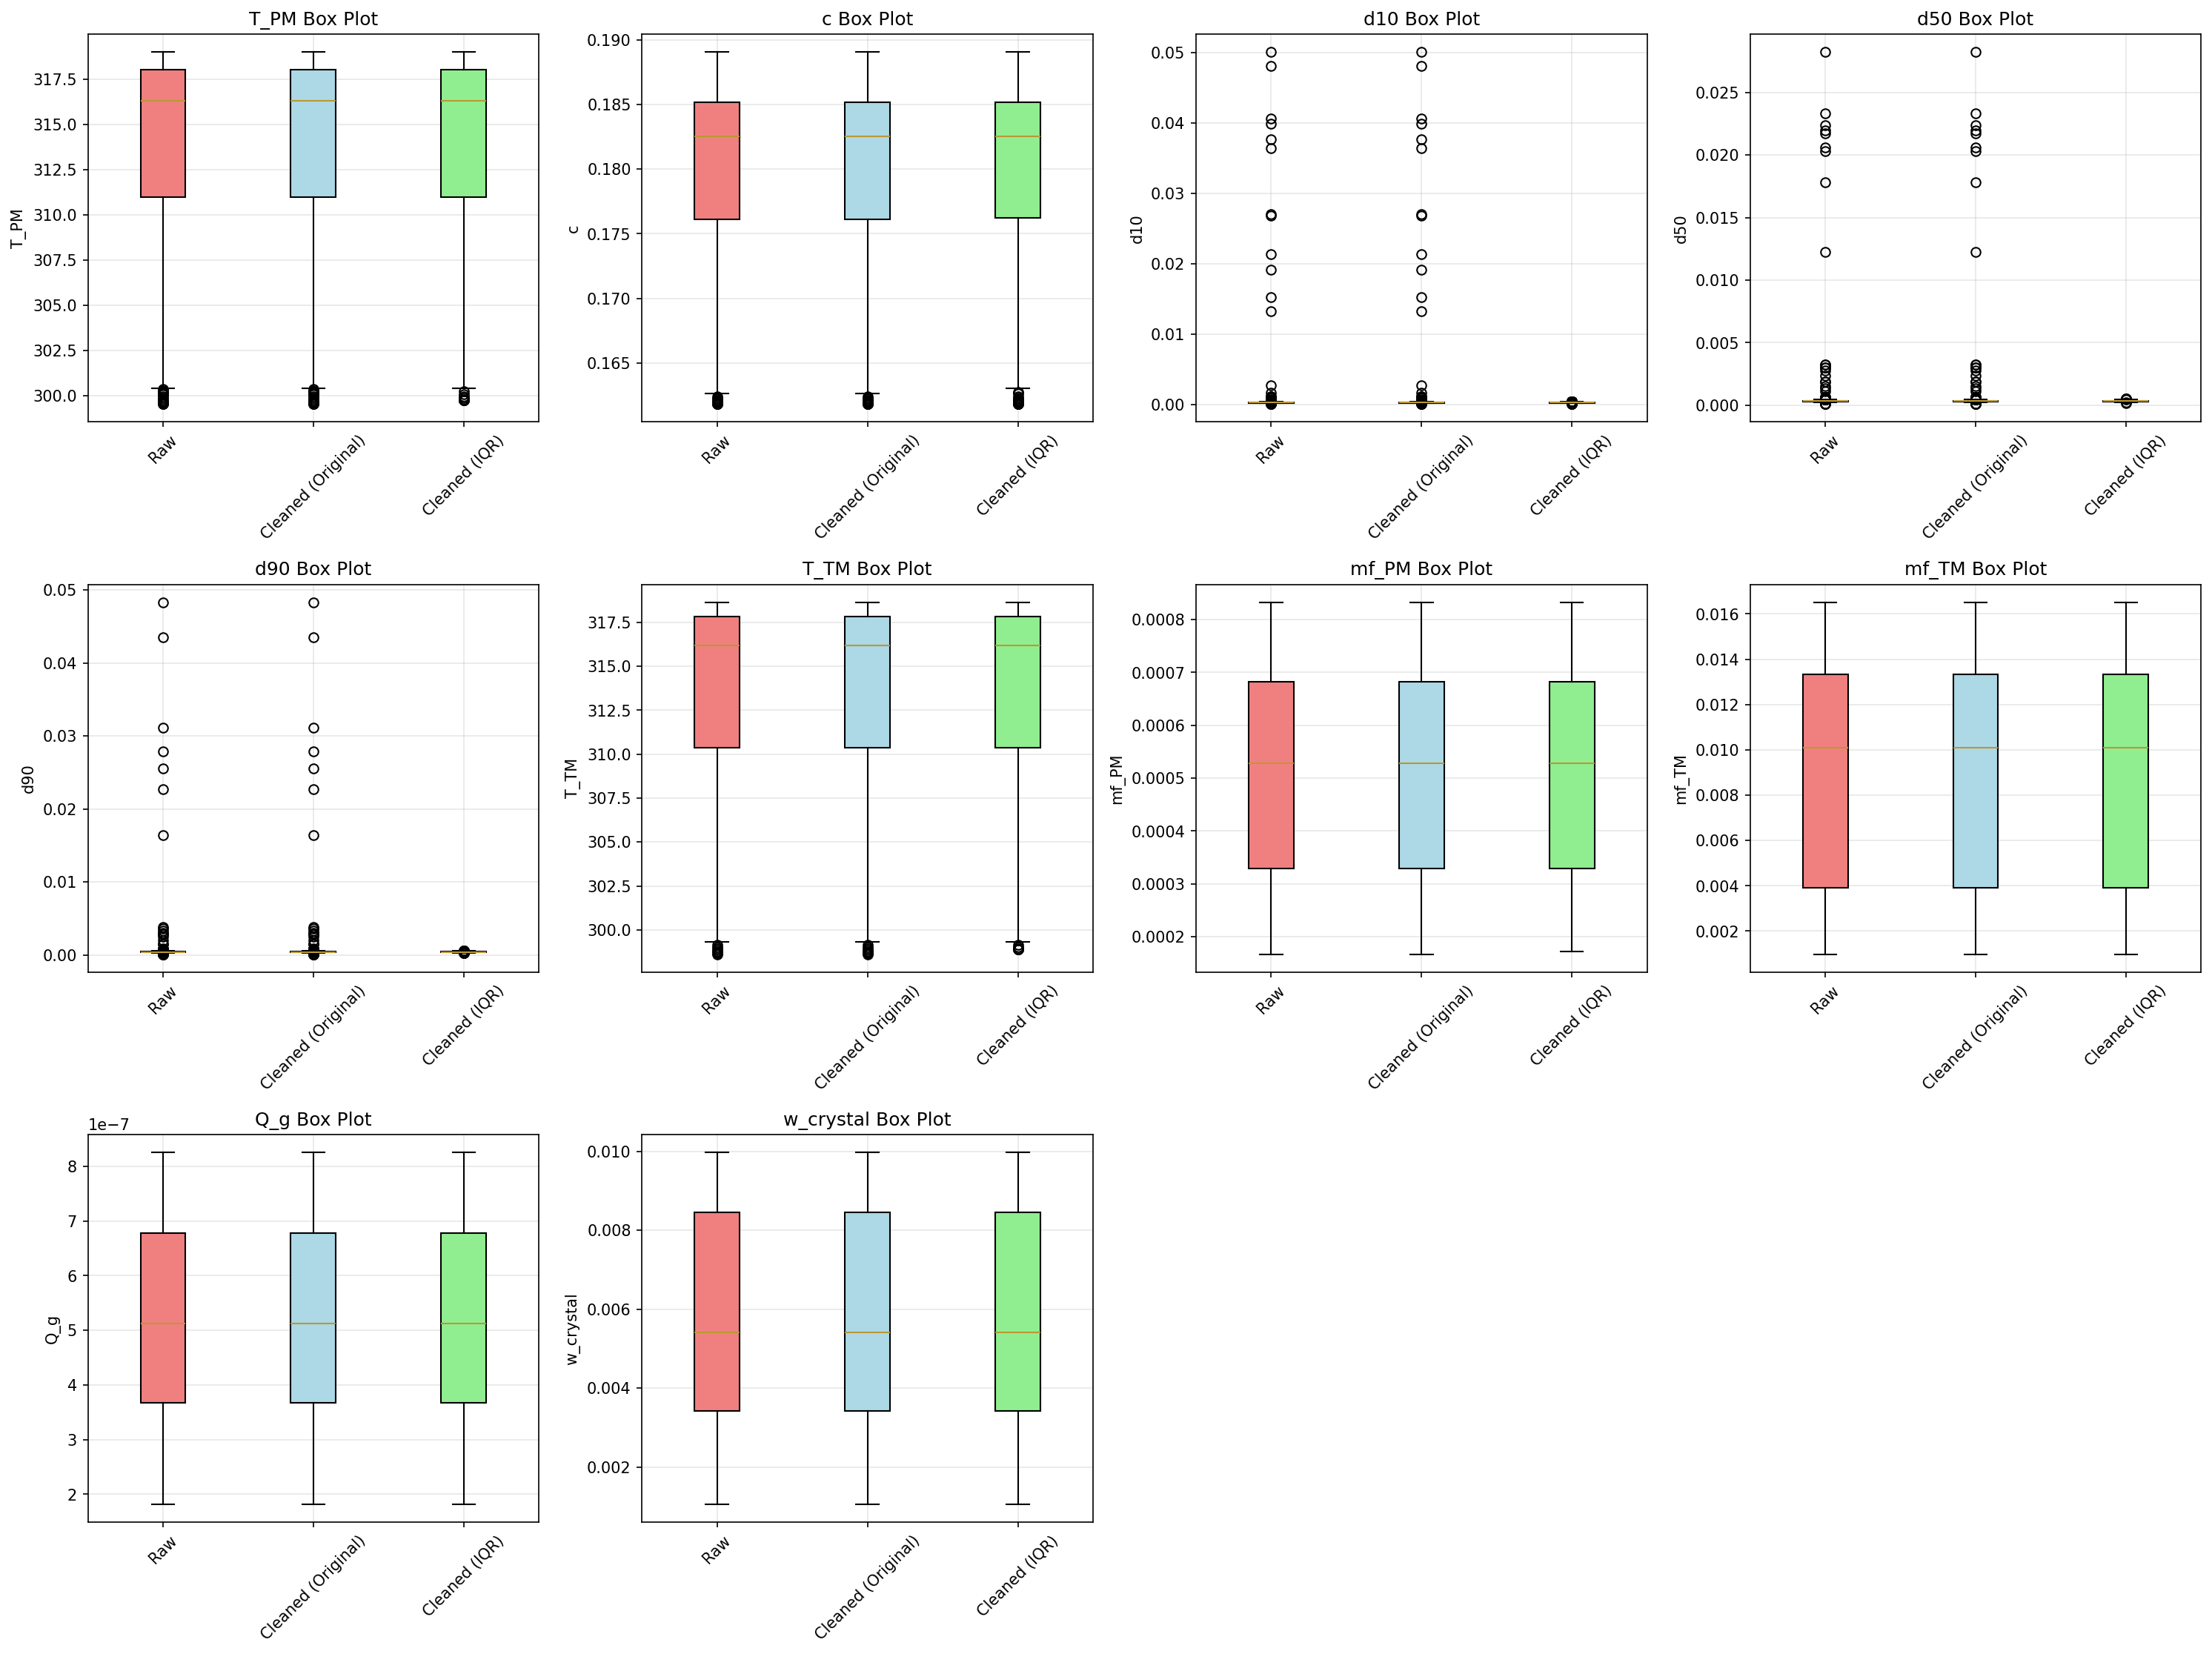 T_PM Box Plot
T_PM
317.5
315.0
312.5
310.0
307.5
305.0
302.5
300.0
Raw
Cleaned (Original)
Cleaned (IQR)
c Box Plot
c
0.190
0.185
0.180
0.175
0.170
0.165
Raw
Cleaned (Original)
Cleaned (IQR)
d10 Box Plot
d10
0.05
0.04
0.03
0.02
0.01
0.00
Raw
Cleaned (Original)
Cleaned (IQR)
d50 Box Plot
d50
0.025
0.020
0.015
0.010
0.005
0.000
Raw
Cleaned (Original)
Cleaned (IQR)
d90 Box Plot
d90
0.05
0.04
0.03
0.02
0.01
0.00
Raw
Cleaned (Original)
Cleaned (IQR)
T_TM Box Plot
T_TM
317.5
315.0
312.5
310.0
307.5
305.0
302.5
300.0
Raw
Cleaned (Original)
Cleaned (IQR)
mf_PM Box Plot
mf_PM
0.0008
0.0007
0.0006
0.0005
0.0004
0.0003
0.0002
Raw
Cleaned (Original)
Cleaned (IQR)
mf_TM Box Plot
mf_TM
0.016
0.014
0.012
0.010
0.008
0.006
0.004
0.002
Raw
Cleaned (Original)
Cleaned (IQR)
Q_g Box Plot
1e−7
Q_g
8
7
6
5
4
3
2
Raw
Cleaned (Original)
Cleaned (IQR)
w_crystal Box Plot
w_crystal
0.010
0.008
0.006
0.004
0.002
Raw
Cleaned (Original)
Cleaned (IQR)